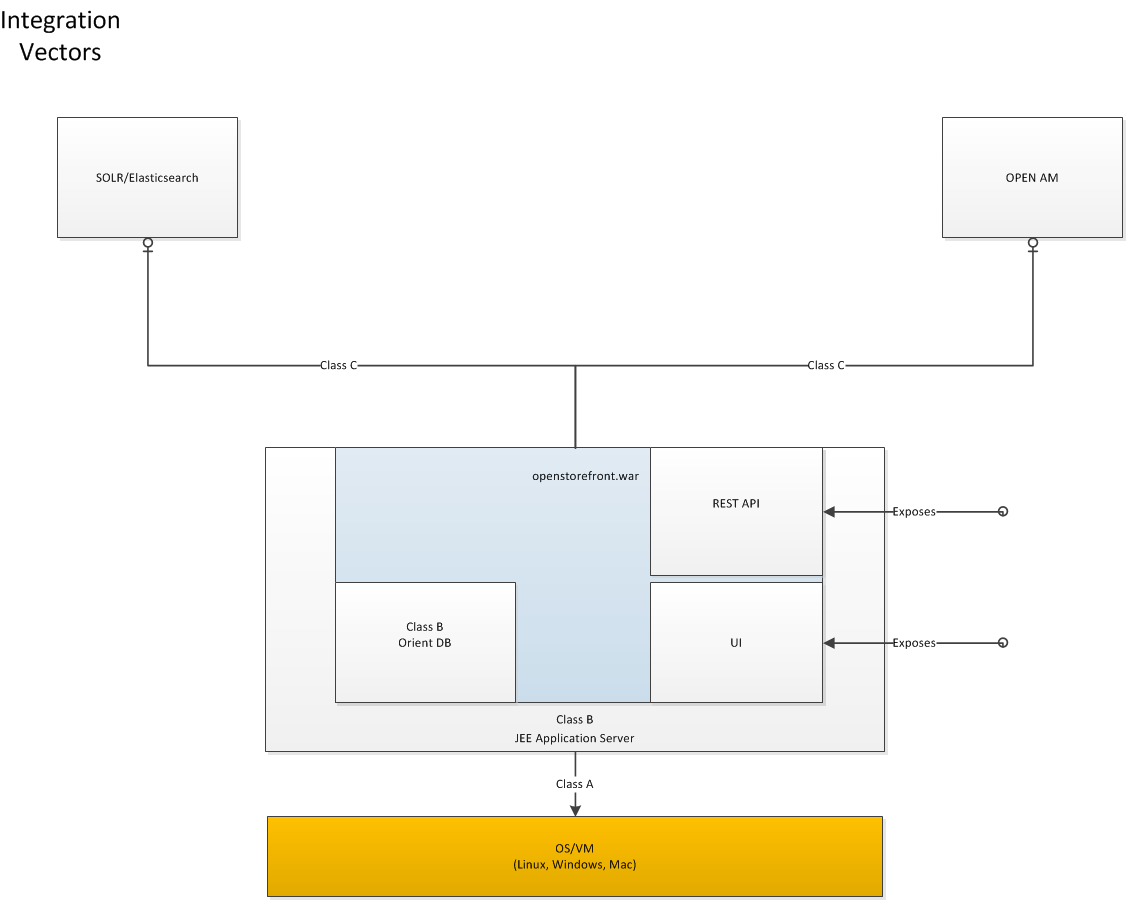 Integration
Vectors
SOLR/Elasticsearch
OPEN AM
Class C
Class C
openstorefront.war
REST API
Exposes
Class B
Orient DB
UI
Exposes
Class B
JEE Application Server
Class A
OS/VM
(Linux, Windows, Mac)